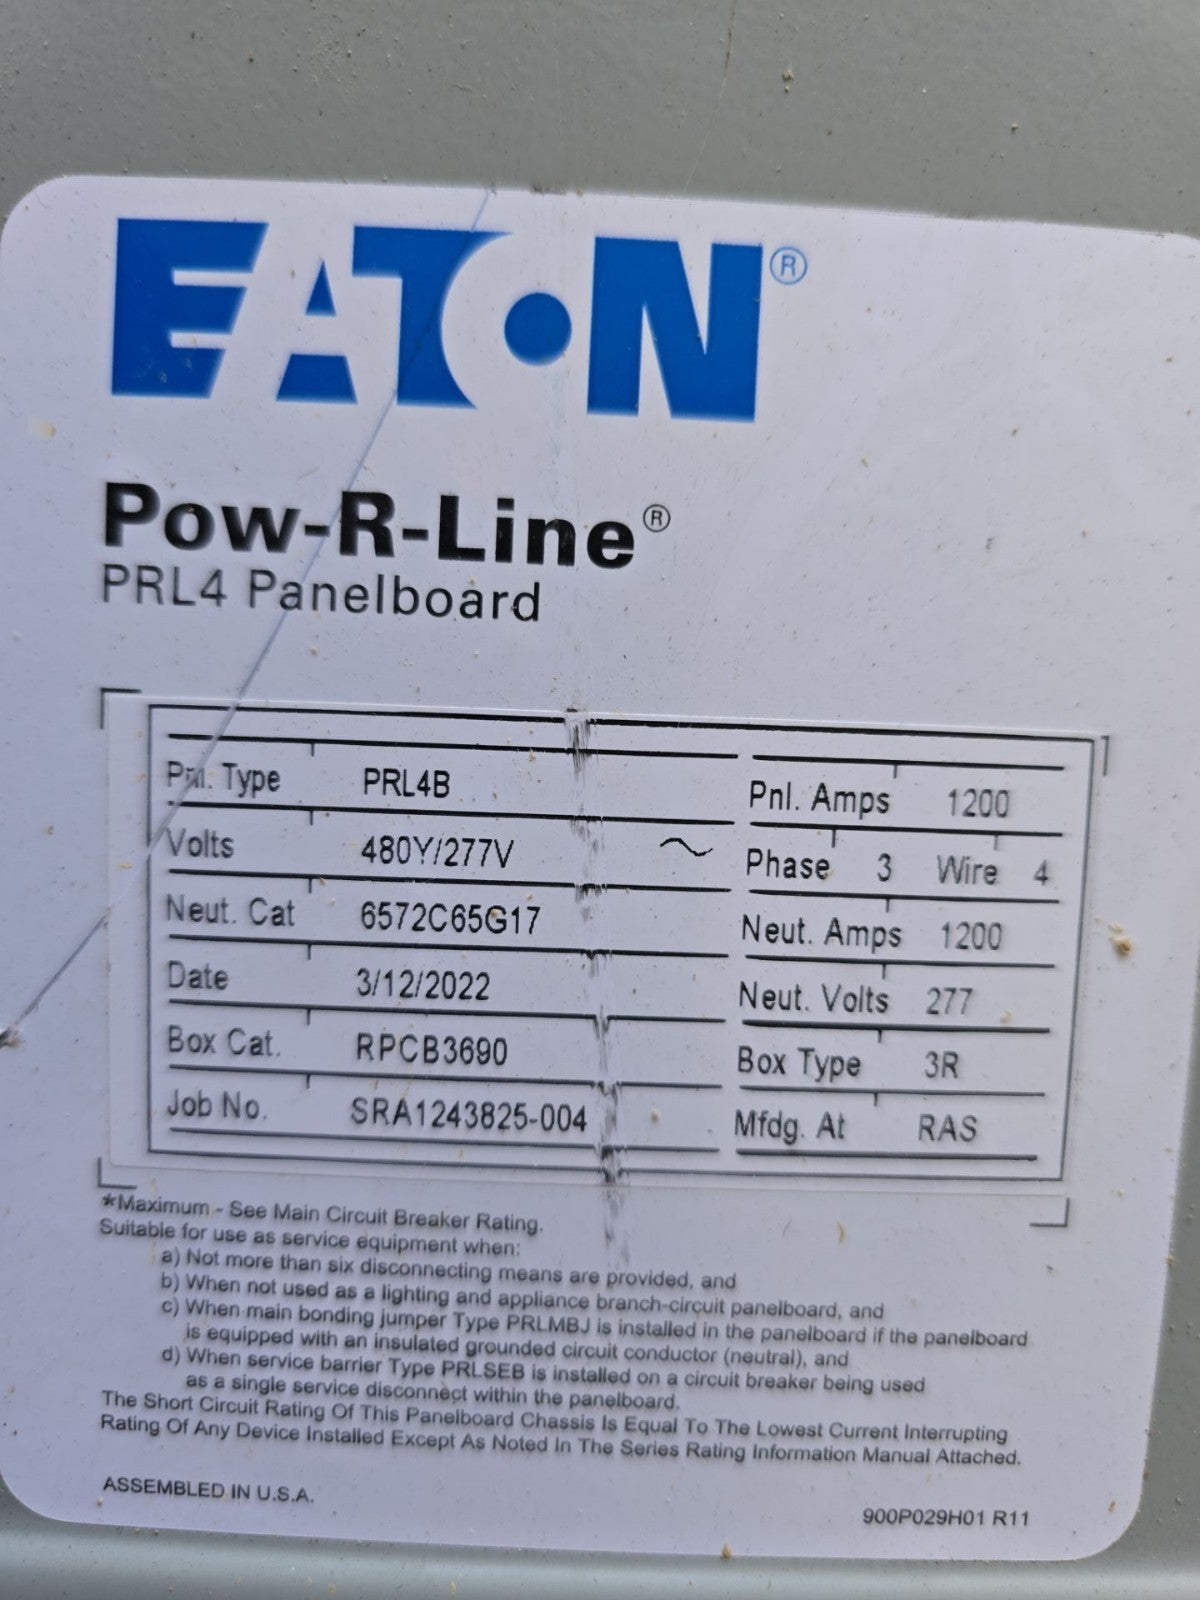 EATON®
Pow-R-Line®
PRL4 Panelboard
Pnl. Type PRL4B Pnl. Amps 1200
Volts 480Y/277V ~ Phase 3 Wire 4
Neut. Cat 6572C65G17 Neut. Amps 1200
Date 3/12/2022 Neut. Volts 277
Box Cat. RPCB3690 Box Type 3R
Job No. SRA1243825-004 Mfdg. At RAS
*Maximum - See Main Circuit Breaker Rating.
Suitable for use as service equipment when:
a) Not more than six disconnecting means are provided, and
b) When not used as a lighting and appliance branch-circuit panelboard, and
c) When main bonding jumper Type PRLMBJ is installed in the panelboard if the panelboard
is equipped with an insulated grounded circuit conductor (neutral), and
d) When service barrier Type PRLSEB is installed on a circuit breaker being used
as a single service disconnect within the panelboard.
The Short Circuit Rating Of This Panelboard Chassis Is Equal To The Lowest Current Interrupting
Rating Of Any Device Installed Except As Noted In The Series Rating Information Manual Attached.
ASSEMBLED IN U.S.A.
900P029H01 R11